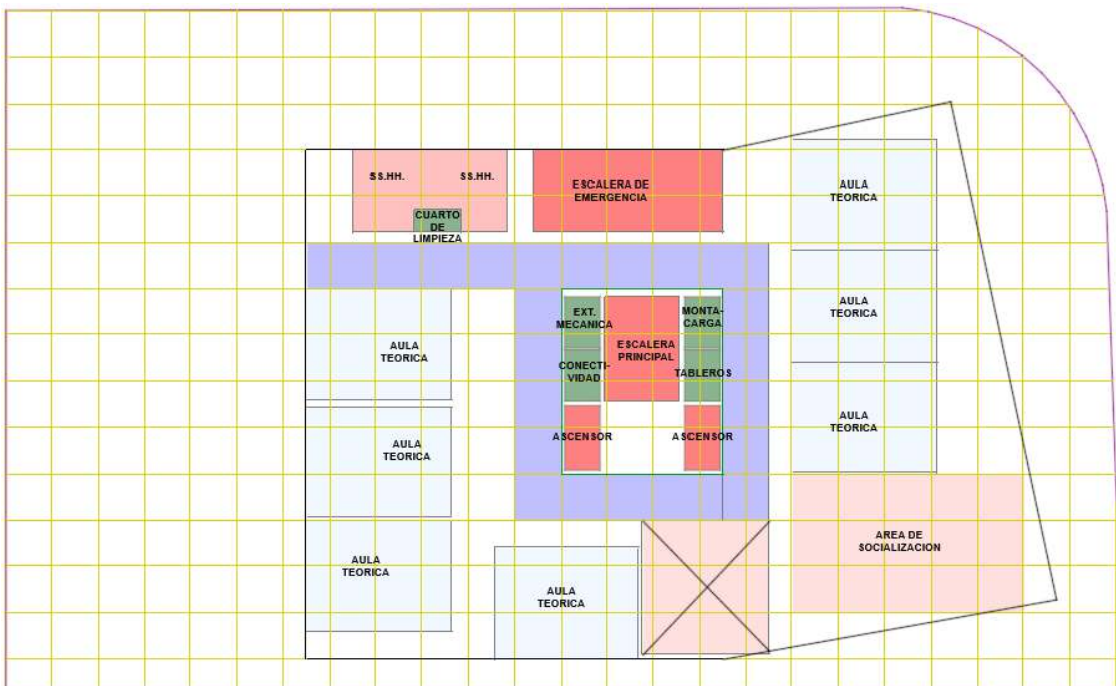 SS.HH.
SS.HH.
CUARTO
DE
LIMPIEZA
ESCALERA DE
EMERGENCIA
AULA
TEORICA
AULA
TEORICA
AULA
TEORICA
EXT.
MECANICA
ESCALERA
PRINCIPAL
MONTA-
CARGA
CONECTI-
VIDAD
TABLEROS
ASCENSOR
ASCENSOR
AULA
TEORICA
AULA
TEORICA
AULA
TEORICA
AULA
TEORICA
AREA DE
SOCIALIZACION